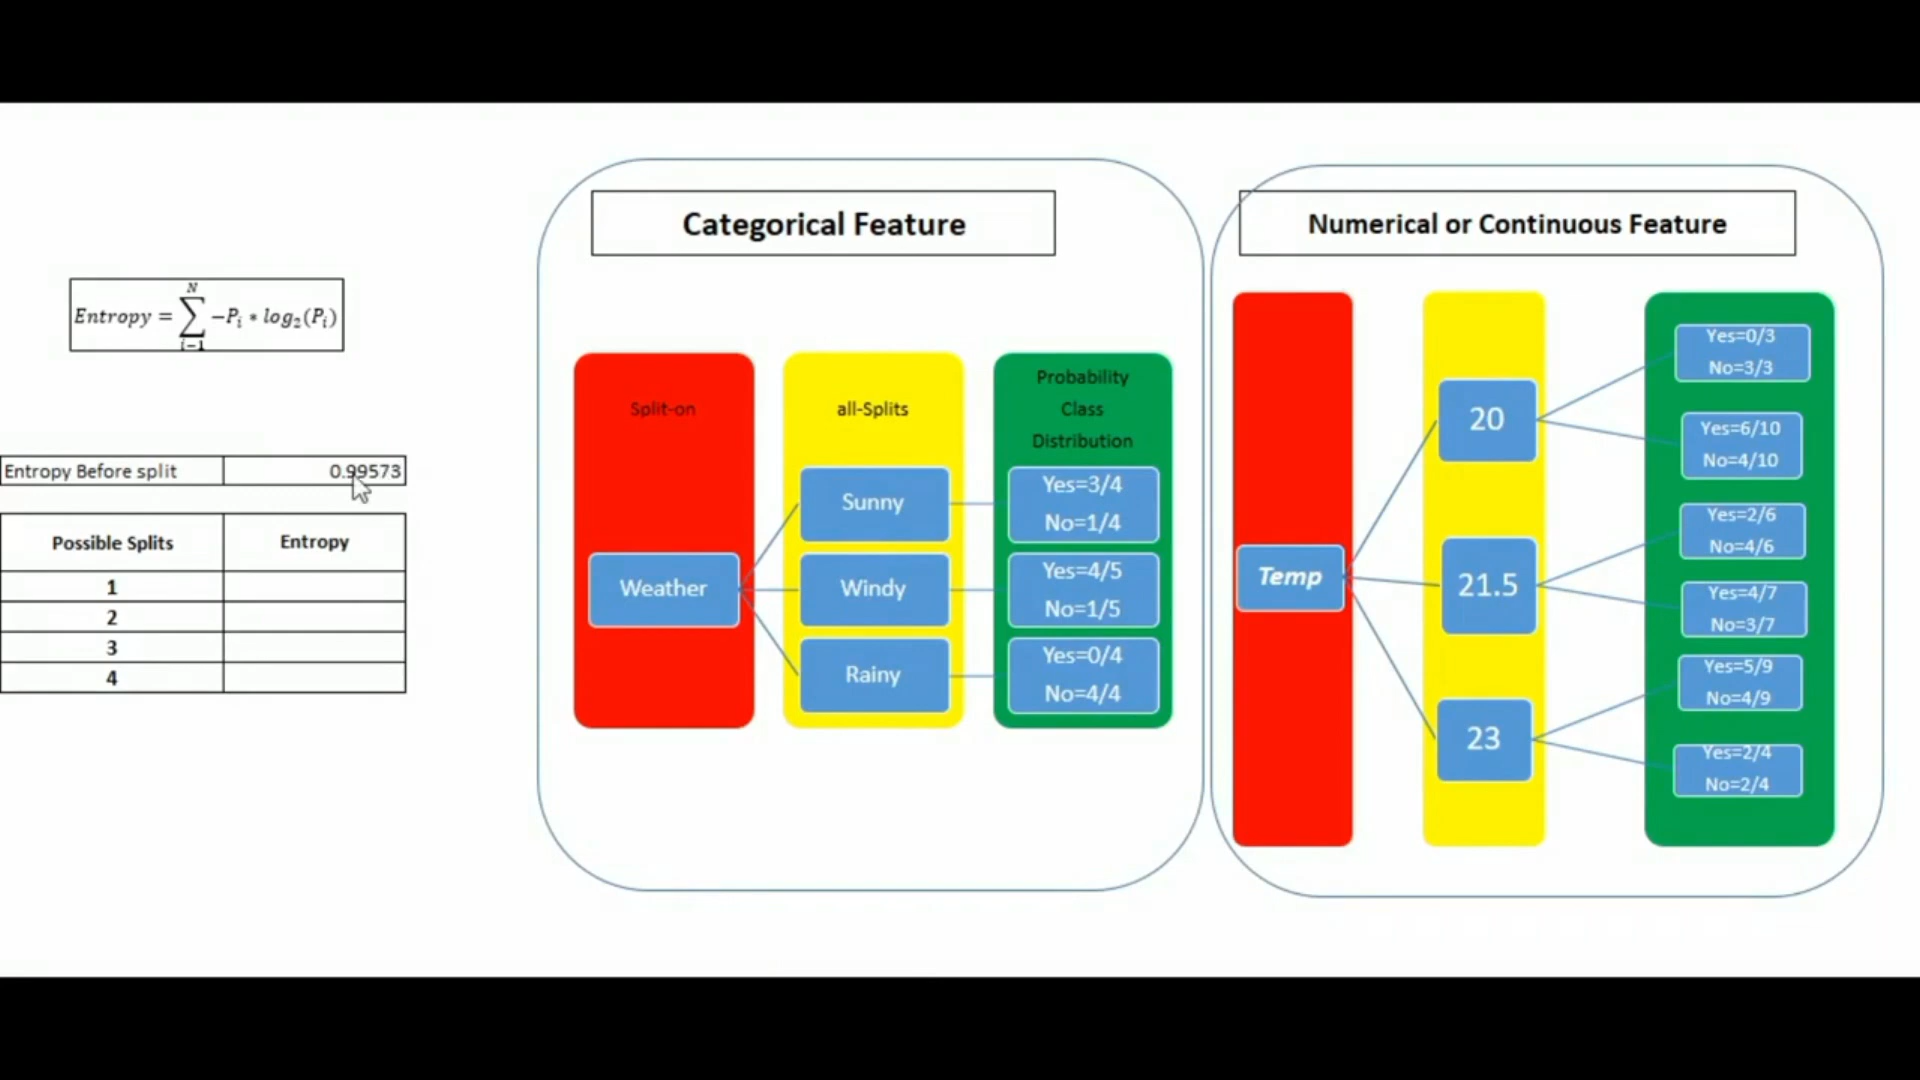 Entropy = N ∑ i−1 −Pi * log2(Pi)
Entropy Before split 0.99573
Possible Splits Entropy
1
2
3
4
Categorical Feature
Split-on
all-Splits
Probability
Class
Distribution
Weather
Sunny
Yes=3/4
No=1/4
Windy
Yes=4/5
No=1/5
Rainy
Yes=0/4
No=4/4
Numerical or Continuous Feature
Temp
20
Yes=0/3
No=3/3
Yes=6/10
No=4/10
21.5
Yes=2/6
No=4/6
Yes=4/7
No=3/7
23
Yes=5/9
No=4/9
Yes=2/4
No=2/4